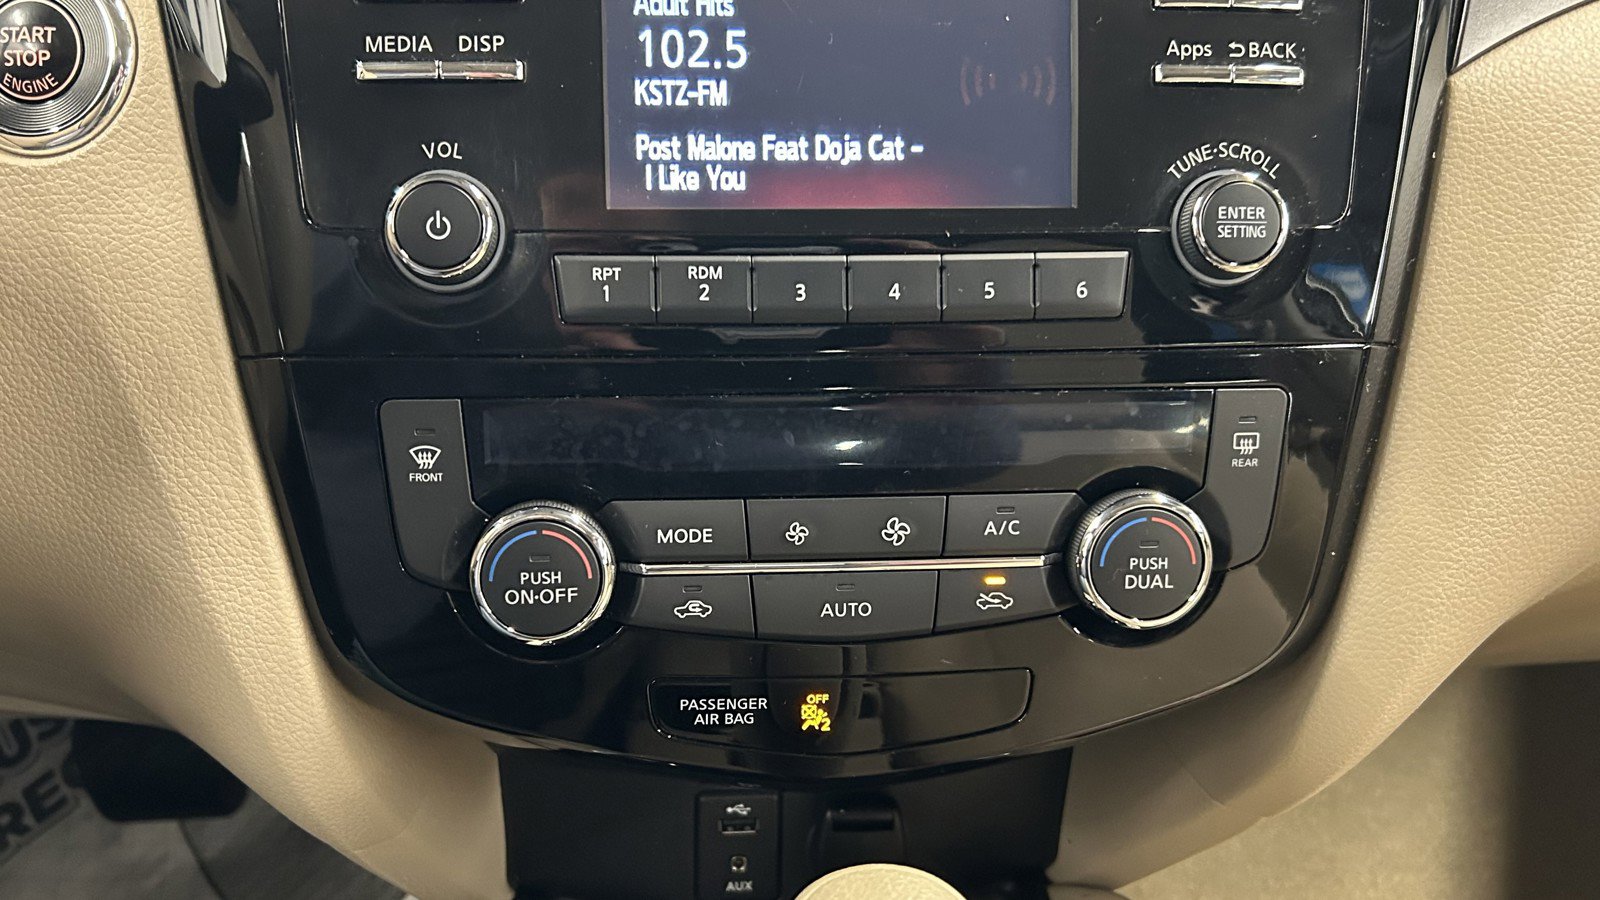 START
STOP
ENGINE
MEDIA DISP
Adult Hits
102.5
KSTZ-FM
Post Malone Feat Doja Cat -
I Like You
Apps BACK
VOL
TUNE·SCROLL
ENTER
SETTING
RPT
1
RDM
2
3
4
5
6
FRONT
REAR
MODE
A/C
PUSH
ON·OFF
AUTO
PUSH
DUAL
PASSENGER
AIR BAG
OFF
2
AUX